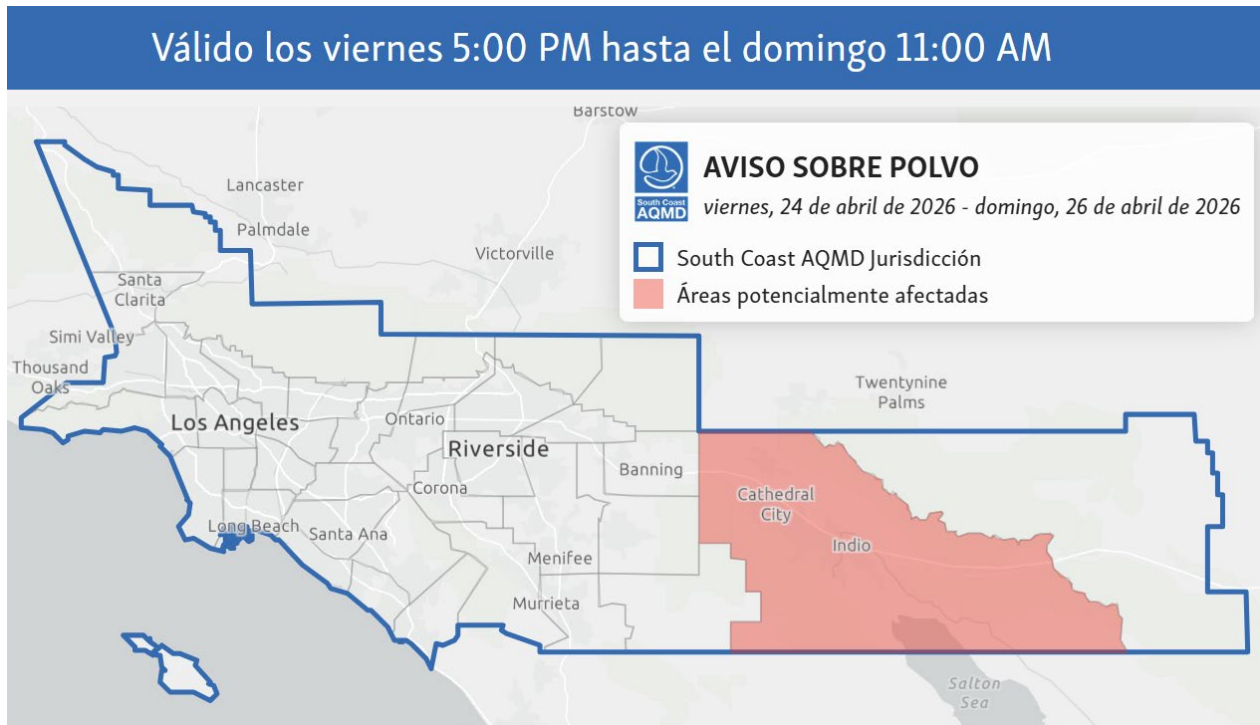 Válido los viernes 5:00 PM hasta el domingo 11:00 AM
Barstow
AVISO SOBRE POLVO
South Coast
AQMD
viernes, 24 de abril de 2026 - domingo, 26 de abril de 2026
South Coast AQMD Jurisdicción
Áreas potencialmente afectadas
Lancaster
Palmdale
Victorville
Santa
Clarita
Simi Valley
Thousand
Oaks
Twentynine
Palms
Los Angeles
Ontario
Riverside
Banning
Corona
Cathedral
City
Long Beach
Santa Ana
Indio
Menifee
Murrieta
Salton
Sea